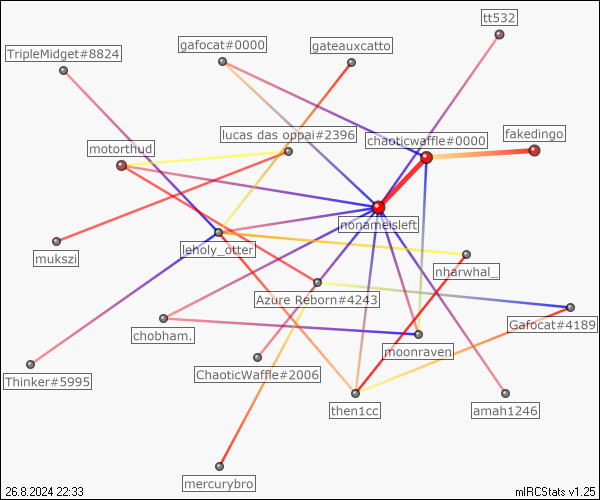 tt532
gafocat#0000
gateauxcatto
TripleMidget#8824
lucas das oppai#2396
chaoticwaffle#0000
fakedingo
motorthud
nonameisleft
leholy_otter
mukszi
nharwhal_
Azure Reborn#4243
Gafocat#4189
chobham.
moonraven
ChaoticWaffle#2006
Thinker#5995
then1cc
amah1246
mercurybro
26.8.2024 22:33
mIRCStats v1.25